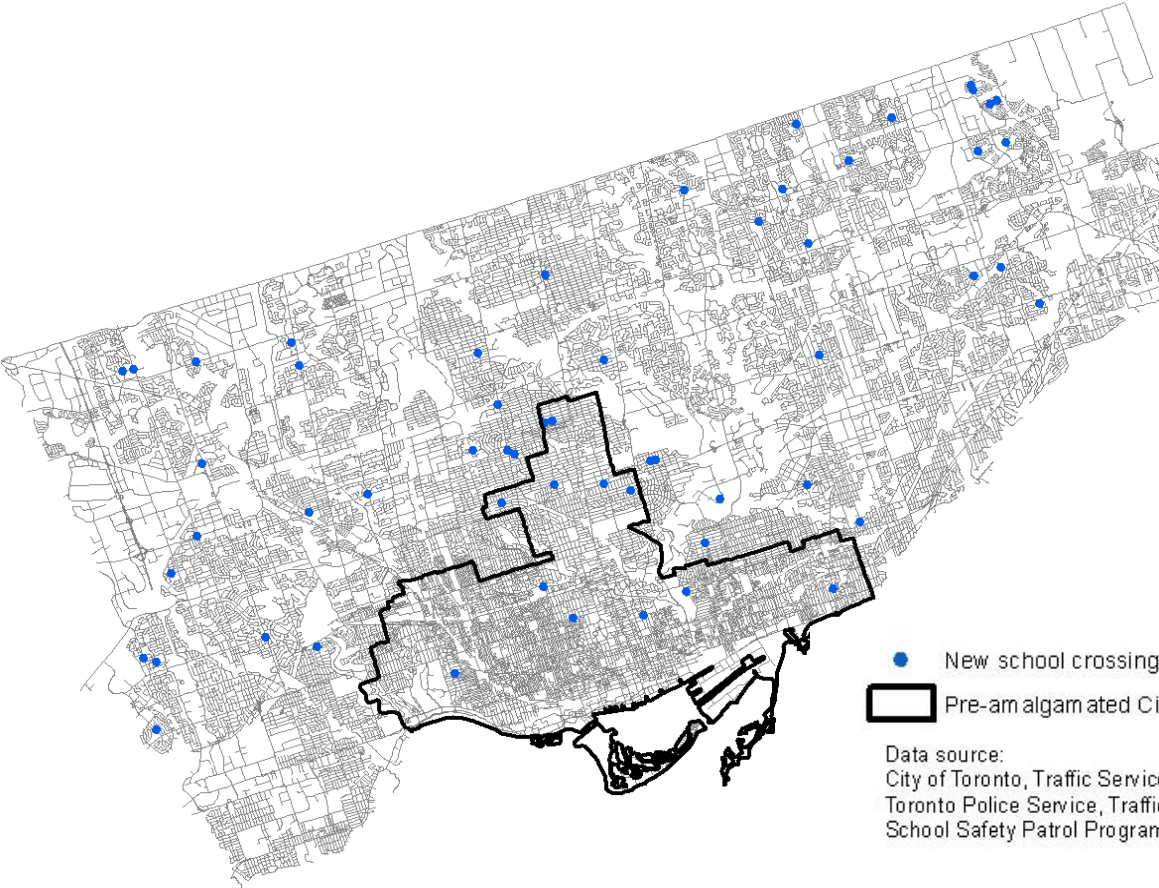 New school crossing
Pre-amalgamated Ci
Data source:
City of Toronto, Traffic Service
Toronto Police Service, Traffi
School Safety Patrol Program